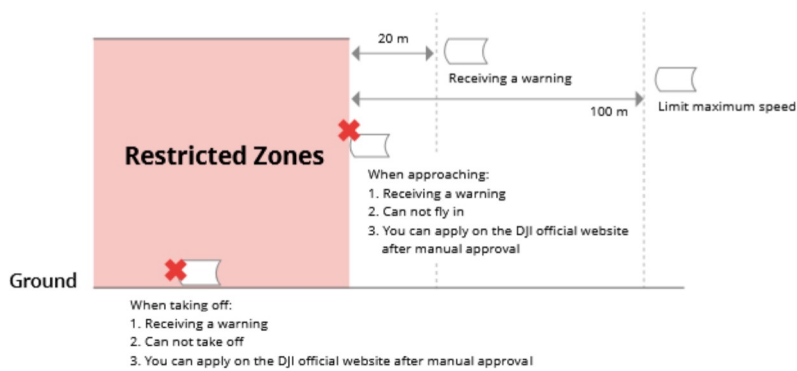 20 m
Receiving a warning
100 m
Limit maximum speed
Restricted Zones
When approaching:
1. Receiving a warning
2. Can not fly in
3. You can apply on the DJI official website
after manual approval
Ground
When taking off:
1. Receiving a warning
2. Can not take off
3. You can apply on the DJI official website after manual approval